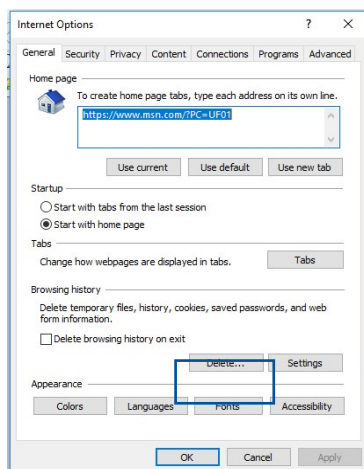 Internet Options
General Security Privacy Content Connections Programs Advanced
Home page
To create home page tabs, type each address on its own line.
https://www.msn.com/?PC=UF01
Use current Use default Use new tab
Startup
Start with tabs from the last session
Start with home page
Tabs
Change how webpages are displayed in tabs. Tabs
Browsing history
Delete temporary files, history, cookies, saved passwords, and web
form information.
Delete browsing history on exit
Delete... Settings
Appearance
Colors Languages Fonts Accessibility
OK Cancel Apply